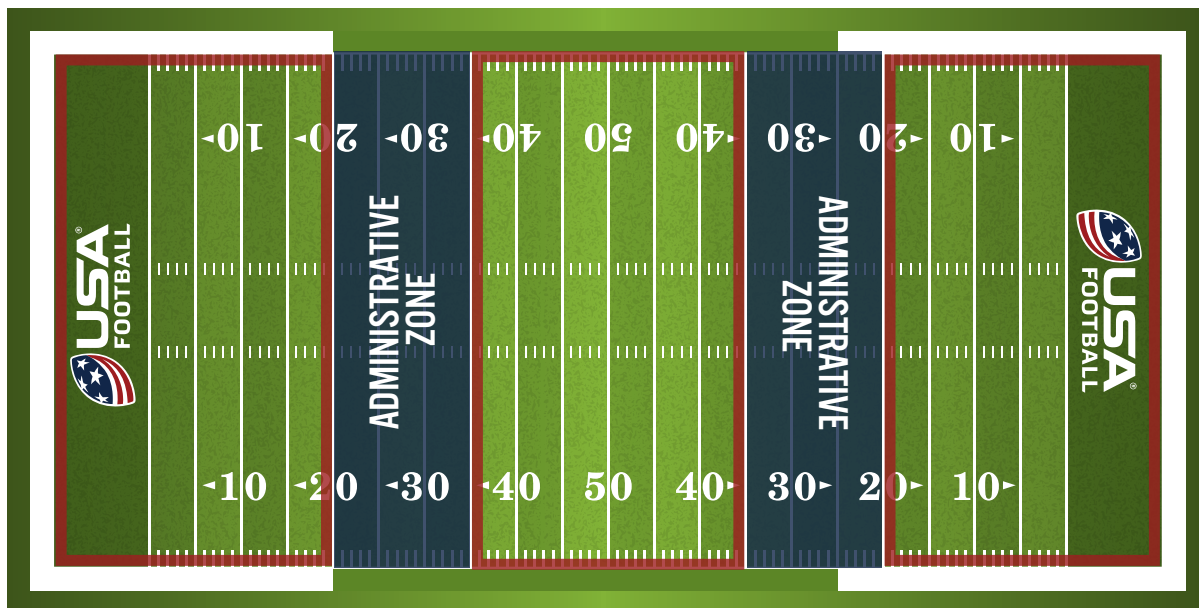 ◄10 ◄20 ◄30 ◄40 50 40► 30► 20► 10►
USA®
FOOTBALL
ADMINISTRATIVE
ZONE
ADMINISTRATIVE
ZONE
USA®
FOOTBALL
◄10 ◄20 ◄30 ◄40 50 40► 30► 20► 10►